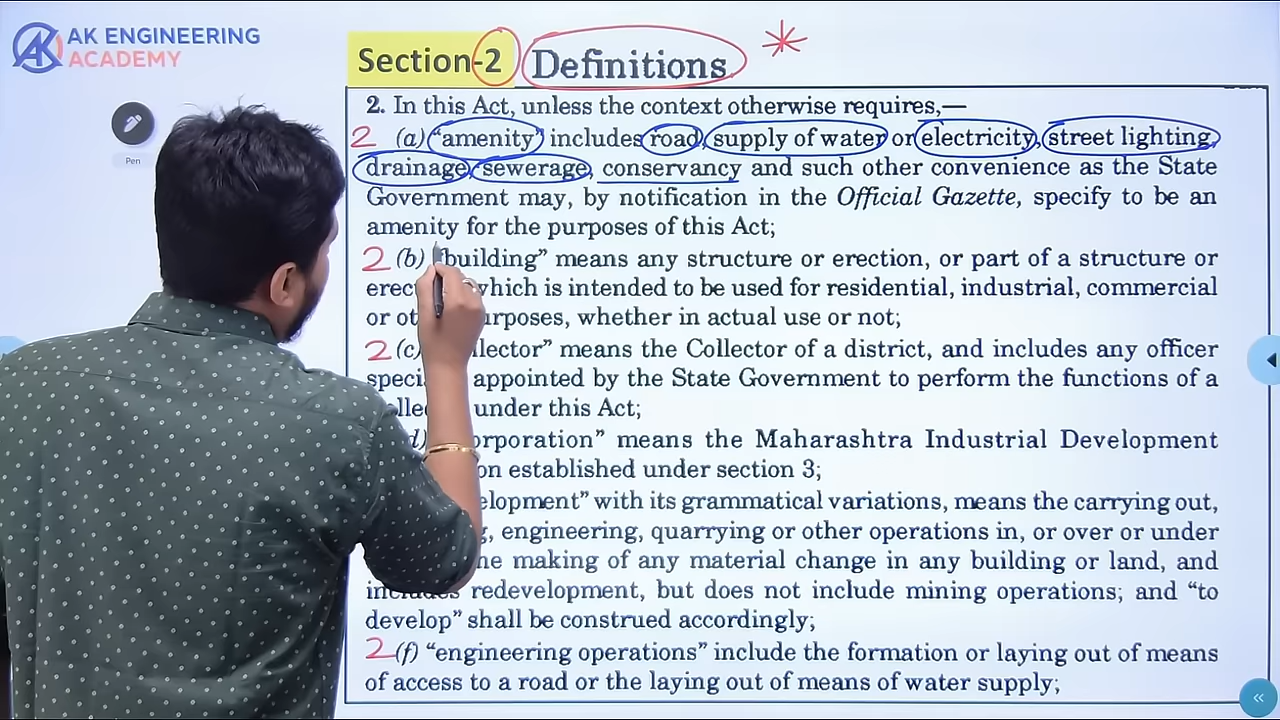 AK ENGINEERING
ACADEMY
Section-2 Definitions *
Pen
2. In this Act, unless the context otherwise requires,—
2 (a) “amenity” includes road, supply of water or electricity, street lighting,
drainage, sewerage, conservancy and such other convenience as the State
Government may, by notification in the Official Gazette, specify to be an
amenity for the purposes of this Act;
2 (b) “building” means any structure or erection, or part of a structure or
which is intended to be used for residential, industrial, commercial
or purposes, whether in actual use or not;
2 (c) means the Collector of a district, and includes any officer
appointed by the State Government to perform the functions of a
under this Act;
means the Maharashtra Industrial Development
established under section 3;
with its grammatical variations, means the carrying out,
engineering, quarrying or other operations in, or over or under
making of any material change in any building or land, and
includes redevelopment, but does not include mining operations; and “to
develop” shall be construed accordingly;
2 (f) “engineering operations” include the formation or laying out of means
of access to a road or the laying out of means of water supply;